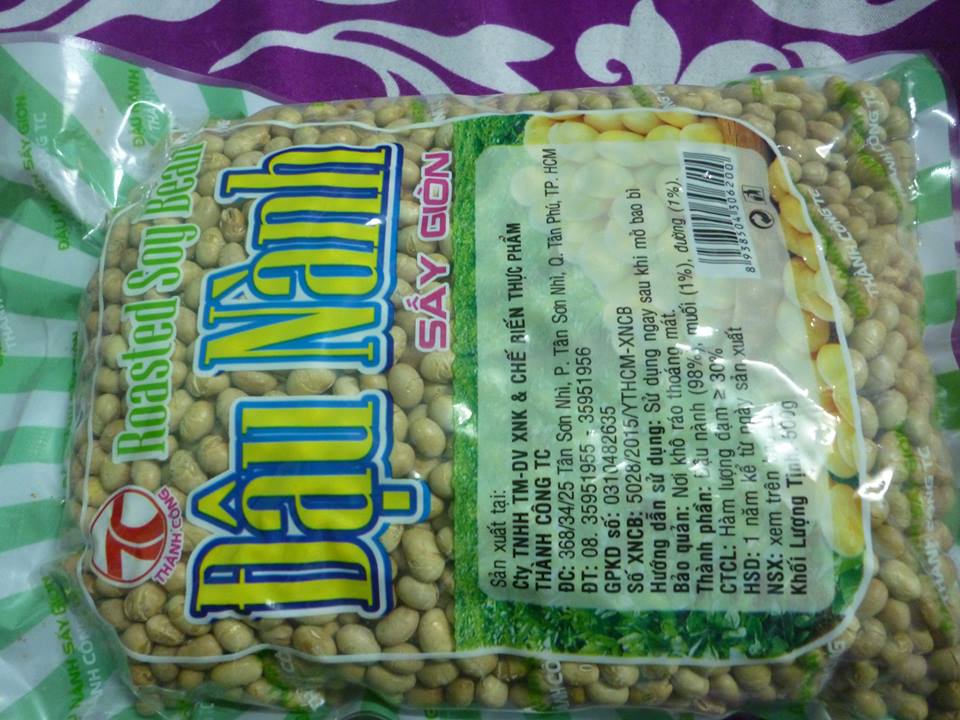 7C
THÀNH CÔNG
Roasted Soy Bean
Đậu Nành
SẤY GIÒN
Sản xuất tại:
Cty TNHH TM-DV XNK & CHẾ BIẾN THỰC PHẨM
THÀNH CÔNG TC
ĐC: 368/34/25 Tân Sơn Nhì, P. Tân Sơn Nhì, Q. Tân Phú, TP. HCM
ĐT: 08. 35951955 - 35951956
GPKD số: 0310482635
Số XNCB: 5028/2015/YTHCM-XNCB
Hướng dẫn sử dụng: Sử dụng ngay sau khi mở bao bì
Bảo quản: Nơi khô ráo thoáng mát.
Thành phần: Đậu nành (98%), muối (1%), đường (1%).
CTCL: Hàm lượng đạm ≥ 30%
HSD: 1 năm kể từ ngày sản xuất
NSX: xem trên
Khối Lượng Tịnh: 500g
8 938504 306200